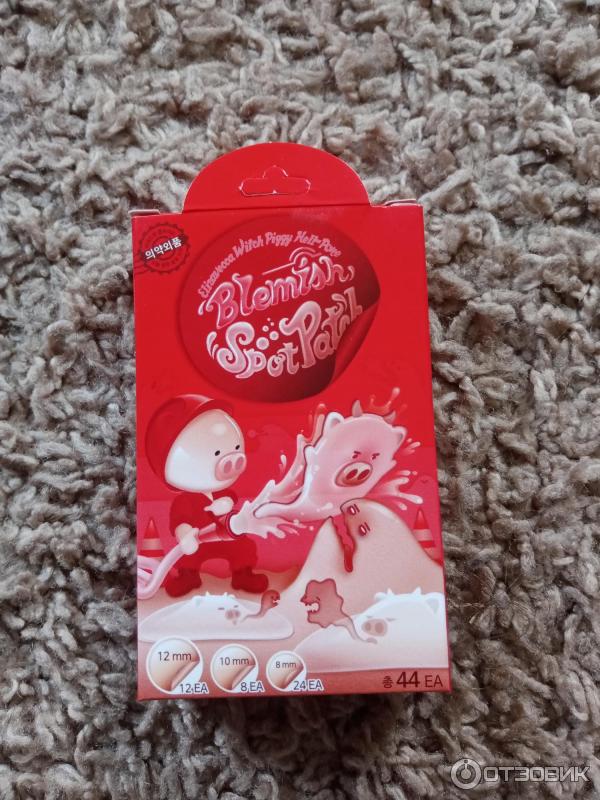 의약외품
Elizavecca Witch Piggy Hell-Pore
Blemish
Spot Patch
12 mm
12 EA
10 mm
8 EA
8 mm
24 EA
총 44 EA
ОТЗОВИК